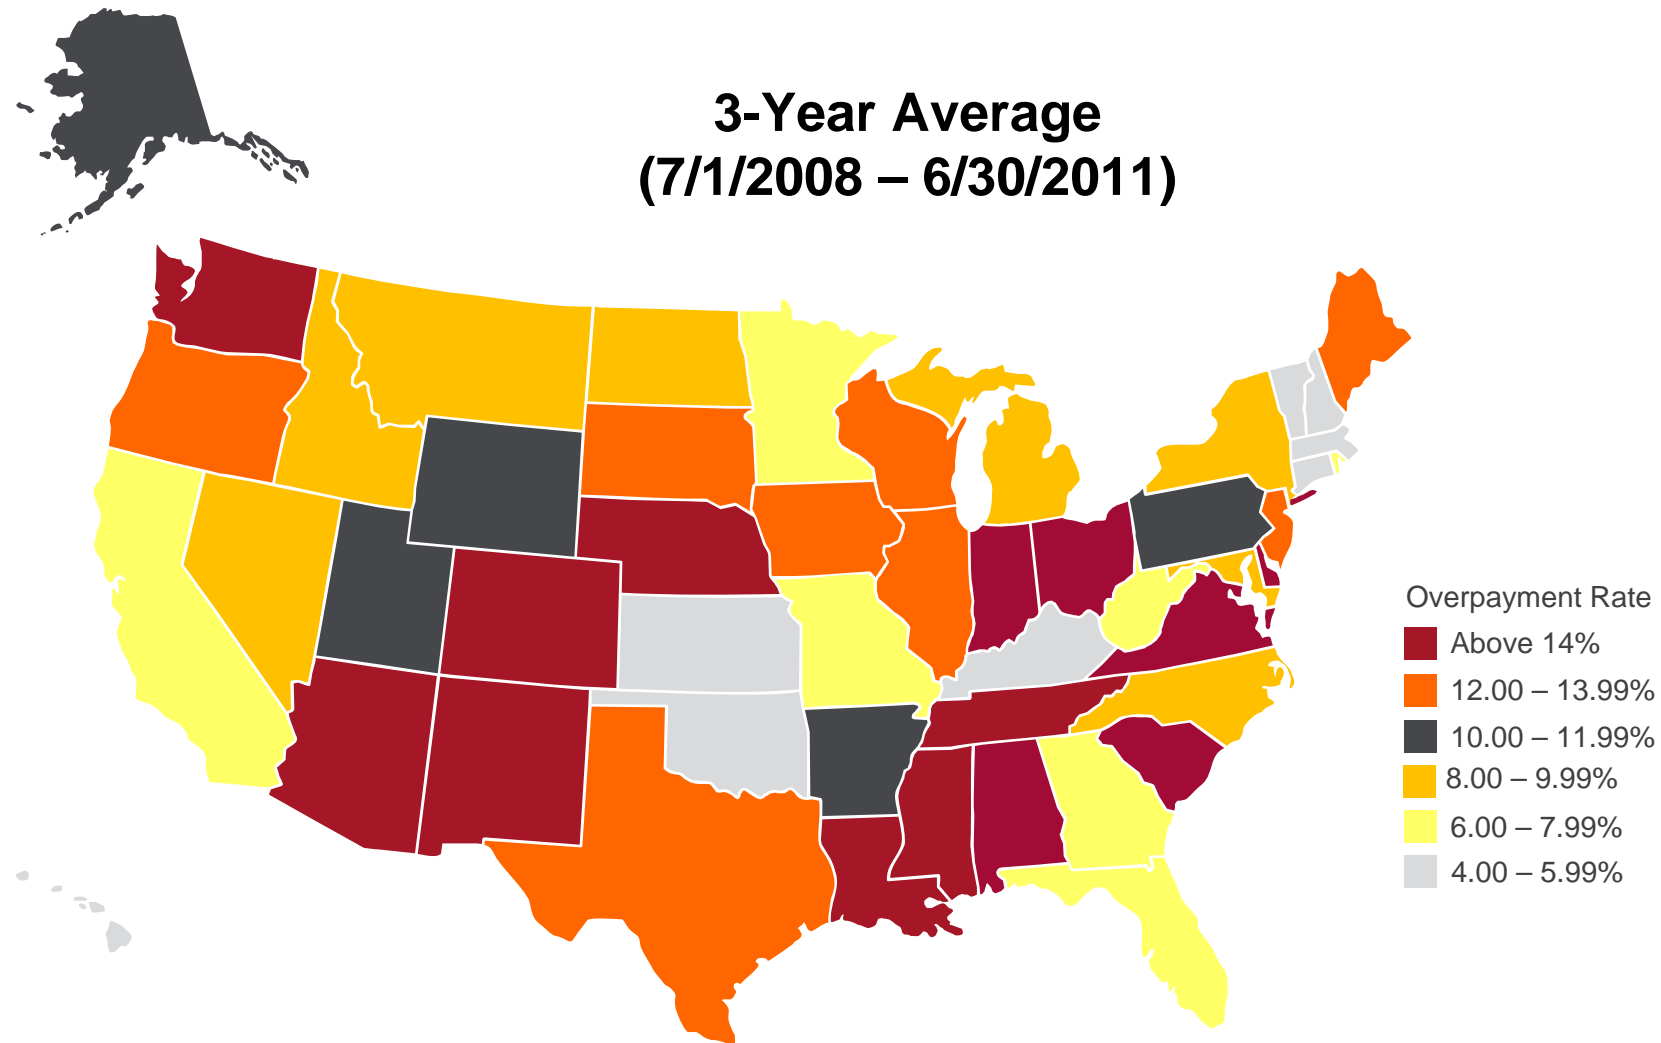 3-Year Average
(7/1/2008 – 6/30/2011)
Overpayment Rate
Above 14%
12.00 – 13.99%
10.00 – 11.99%
8.00 – 9.99%
6.00 – 7.99%
4.00 – 5.99%